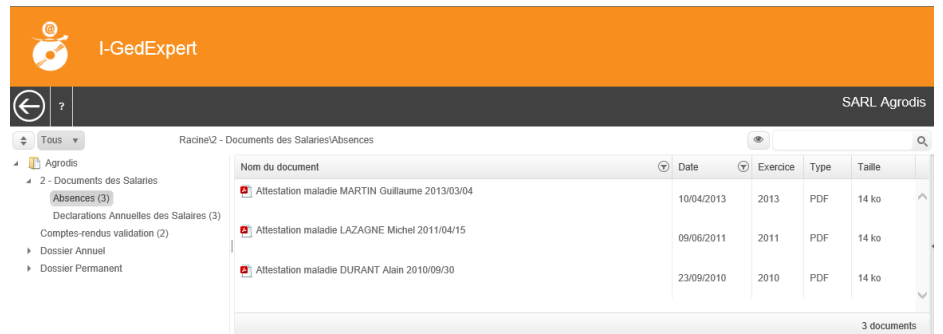 I-GedExpert
? SARL Agrodis
Tous Racine\2 - Documents des Salaries\Absences
Agrodis
2 - Documents des Salaries
Absences (3)
Declarations Annuelles des Salaires (3)
Comptes-rendus validation (2)
Dossier Annuel
Dossier Permanent
Nom du document Date Exercice Type Taille
Attestation maladie MARTIN Guillaume 2013/03/04 10/04/2013 2013 PDF 14 ko
Attestation maladie LAZAGNE Michel 2011/04/15 09/06/2011 2011 PDF 14 ko
Attestation maladie DURANT Alain 2010/09/30 23/09/2010 2010 PDF 14 ko
3 documents